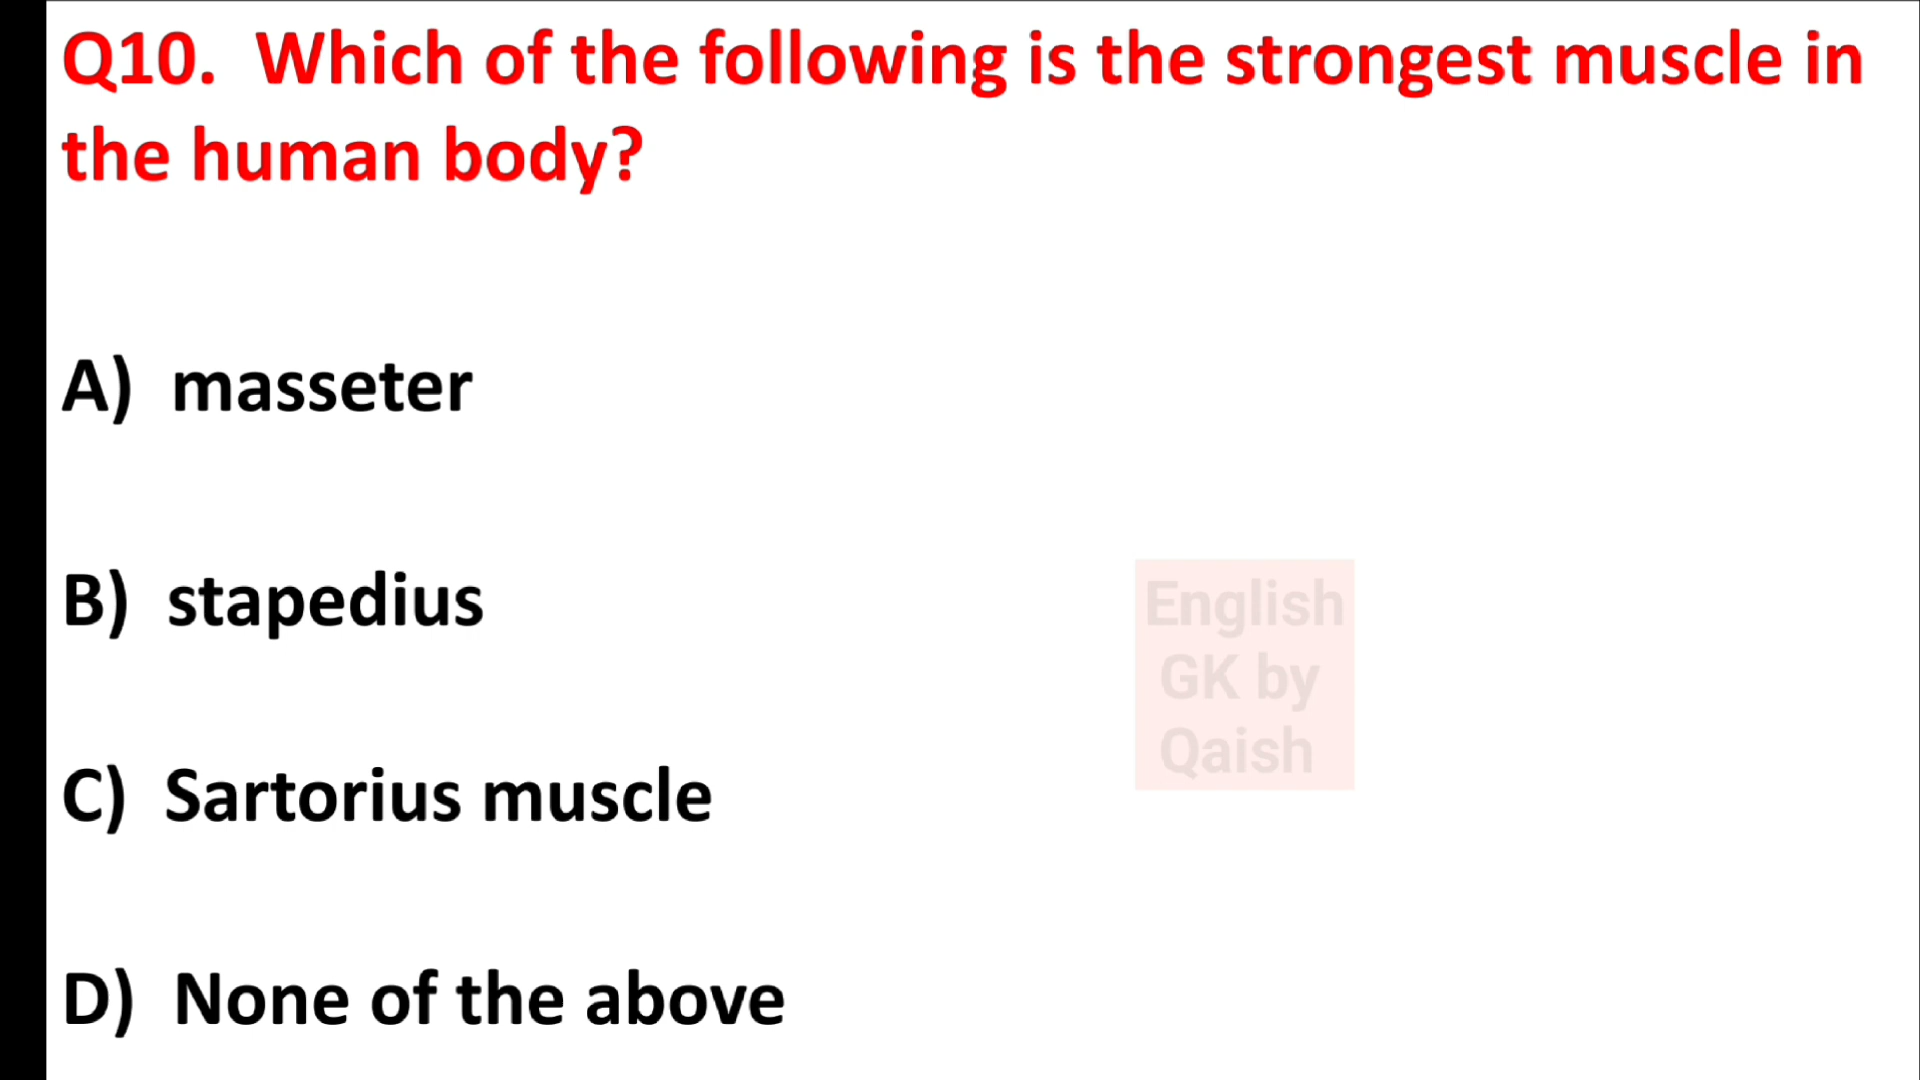 Q10. Which of the following is the strongest muscle in
the human body?
A) masseter
B) stapedius
C) Sartorius muscle
D) None of the above
English
GK by
Qaish